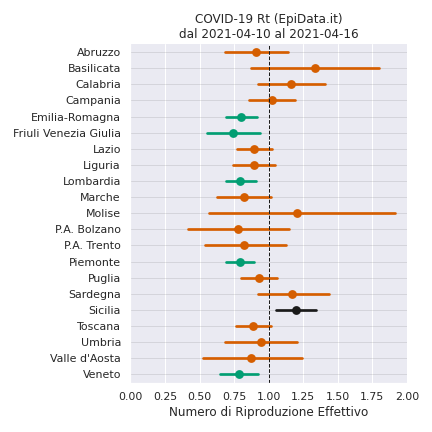 COVID-19 Rt (EpiData.it)
dal 2021-04-10 al 2021-04-16
Abruzzo
Basilicata
Calabria
Campania
Emilia-Romagna
Friuli Venezia Giulia
Lazio
Liguria
Lombardia
Marche
Molise
P.A. Bolzano
P.A. Trento
Piemonte
Puglia
Sardegna
Sicilia
Toscana
Umbria
Valle d'Aosta
Veneto
0.00 0.25 0.50 0.75 1.00 1.25 1.50 1.75 2.00
Numero di Riproduzione Effettivo